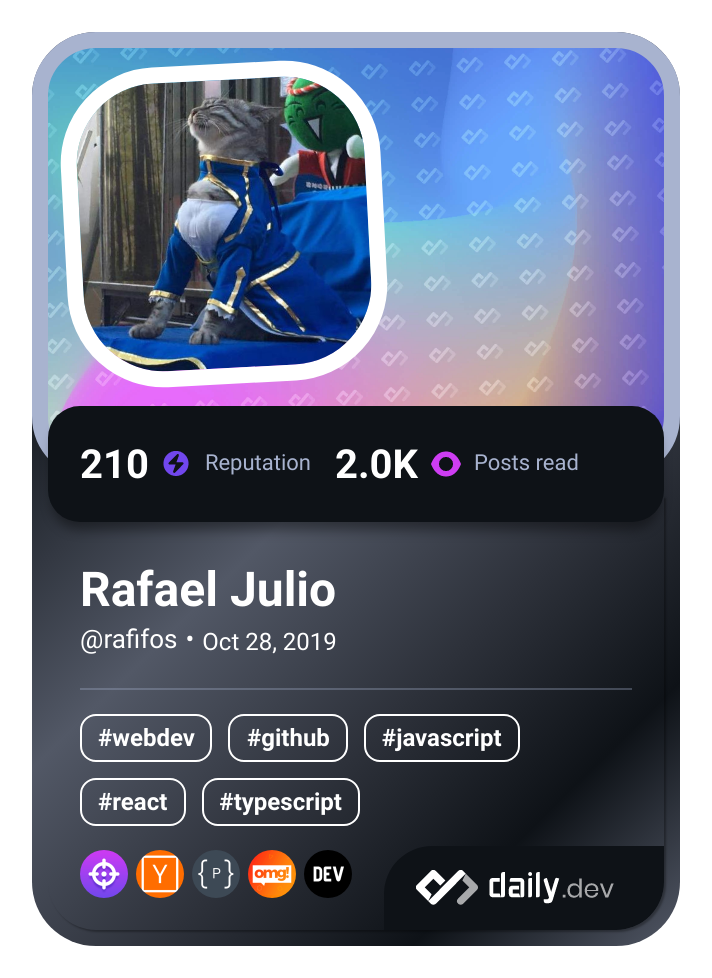 210 Reputation 2.0K Posts read
Rafael Julio
@rafifos • Oct 28, 2019
#webdev #github #javascript
#react #typescript
Y {P} omg! DEV
daily.dev